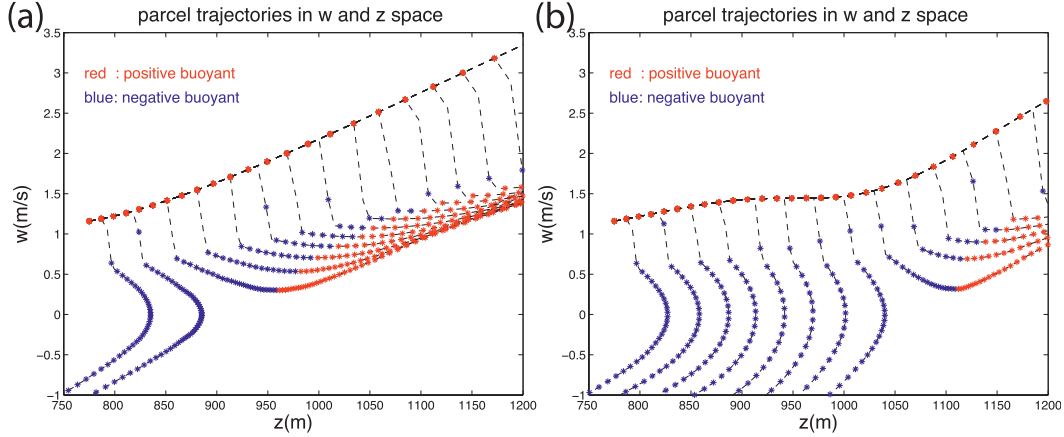 (a)
parcel trajectories in w and z space
3.5
3
2.5
2
1.5
1
0.5
0
−0.5
−1
w(m/s)
red : positive buoyant
blue: negative buoyant
750 800 850 900 950 1000 1050 1100 1150 1200
z(m)
(b)
parcel trajectories in w and z space
3.5
3
2.5
2
1.5
1
0.5
0
−0.5
−1
w(m/s)
red : positive buoyant
blue: negative buoyant
750 800 850 900 950 1000 1050 1100 1150 1200
z(m)